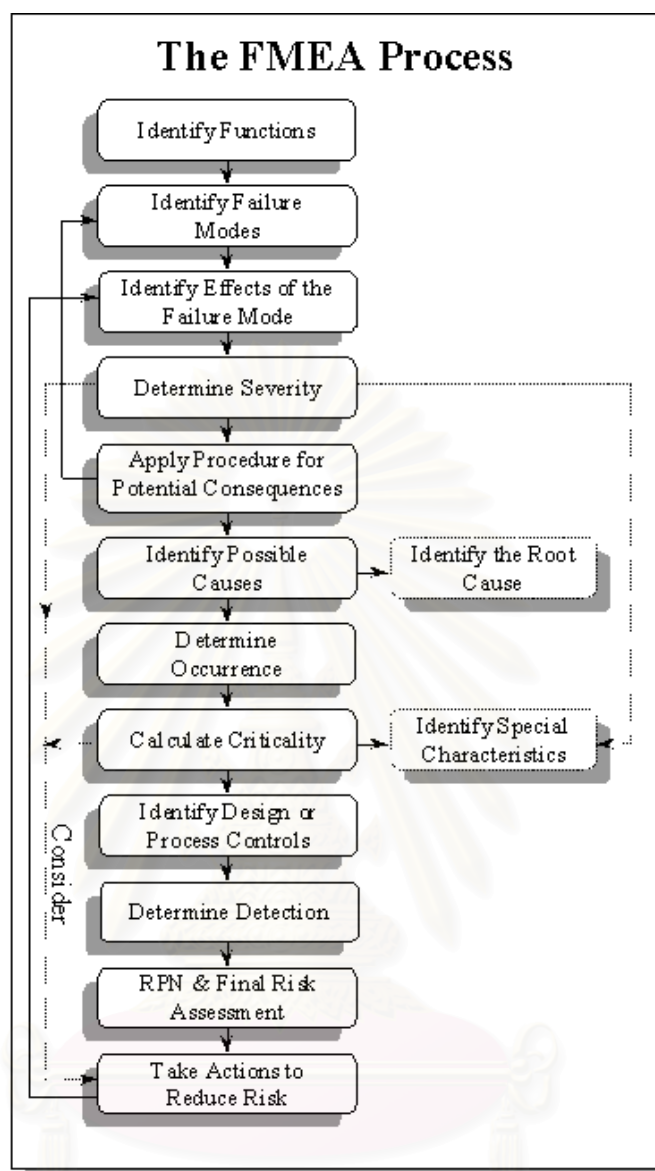 The FMEA Process
Identify Functions
Identify Failure
Modes
Identify Effects of the
Failure Mode
Determine Severity
Apply Procedure for
Potential Consequences
Identify Possible
Causes
Identify the Root
Cause
Determine
Occurrence
Calculate Criticality
Identify Special
Characteristics
Identify Design or
Process Controls
Consider
Determine Detection
RPN & Final Risk
Assessment
Take Actions to
Reduce Risk